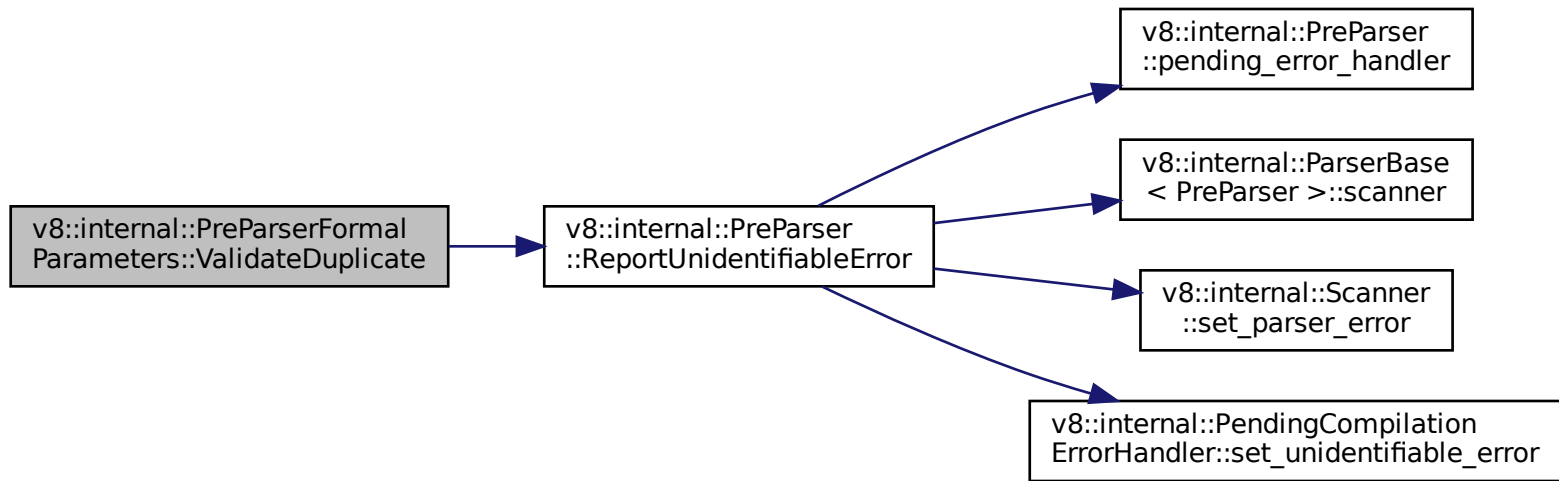 v8::internal::PreParserFormal
Parameters::ValidateDuplicate
v8::internal::PreParser
::ReportUnidentifiableError
v8::internal::PreParser
::pending_error_handler
v8::internal::ParserBase
< PreParser >::scanner
v8::internal::Scanner
::set_parser_error
v8::internal::PendingCompilation
ErrorHandler::set_unidentifiable_error